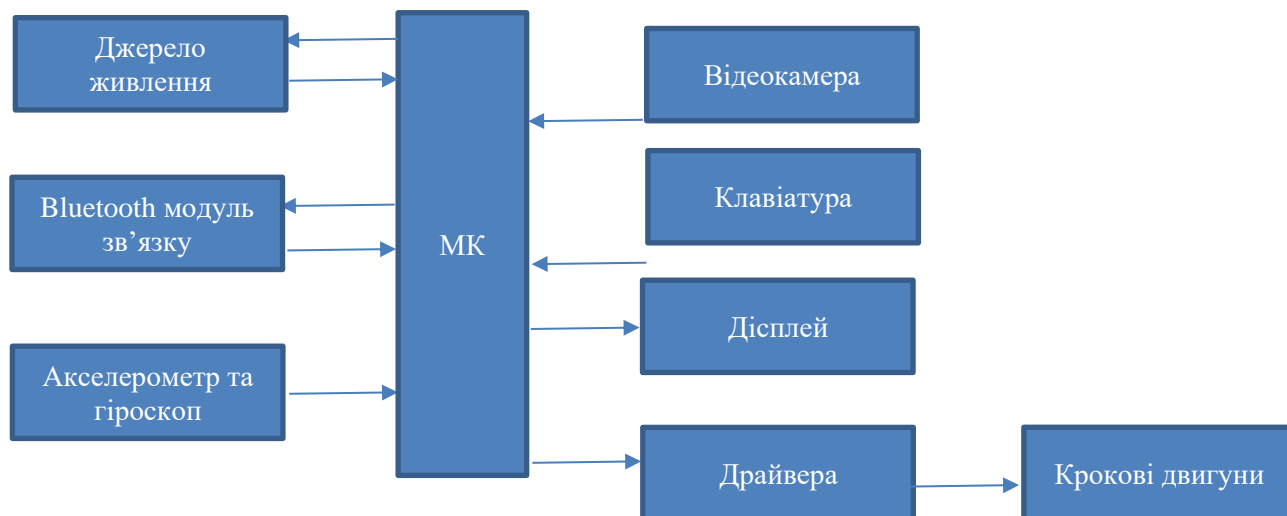 Джерело
живлення
Bluetooth модуль
зв’язку
Акселерометр та
гіроскоп
МК
Відеокамера
Клавіатура
Дісплей
Драйвера
Крокові двигуни